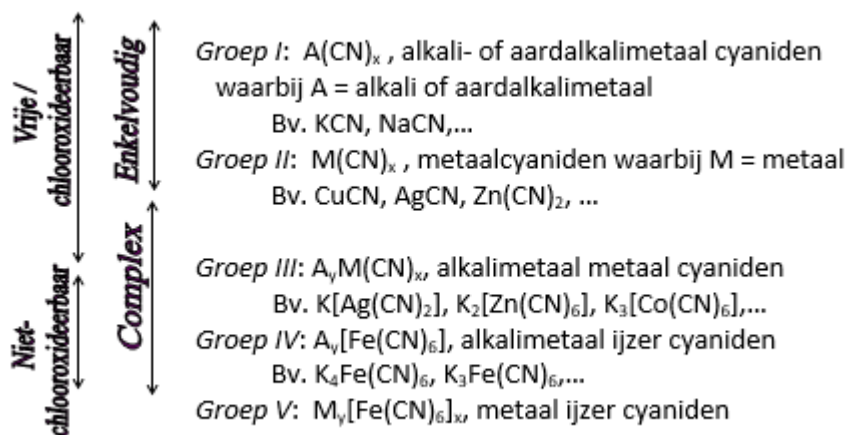 Vrije /
chlooroxideerbaar
Niet-
chlooroxideerbaar
Enkelvoudig
Complex
Groep I: A(CN)ₓ , alkali- of aardalkalimetaal cyaniden
waarbij A = alkali of aardalkalimetaal
Bv. KCN, NaCN,...
Groep II: M(CN)ₓ , metaalcyaniden waarbij M = metaal
Bv. CuCN, AgCN, Zn(CN)₂, ...
Groep III: AᵧM(CN)ₓ, alkalimetaal metaal cyaniden
Bv. K[Ag(CN)₂], K₂[Zn(CN)₆], K₃[Co(CN)₆],...
Groep IV: Aᵧ[Fe(CN)₆], alkalimetaal ijzer cyaniden
Bv. K₄Fe(CN)₆, K₃Fe(CN)₆,...
Groep V: Mᵧ[Fe(CN)₆]ₓ, metaal ijzer cyaniden